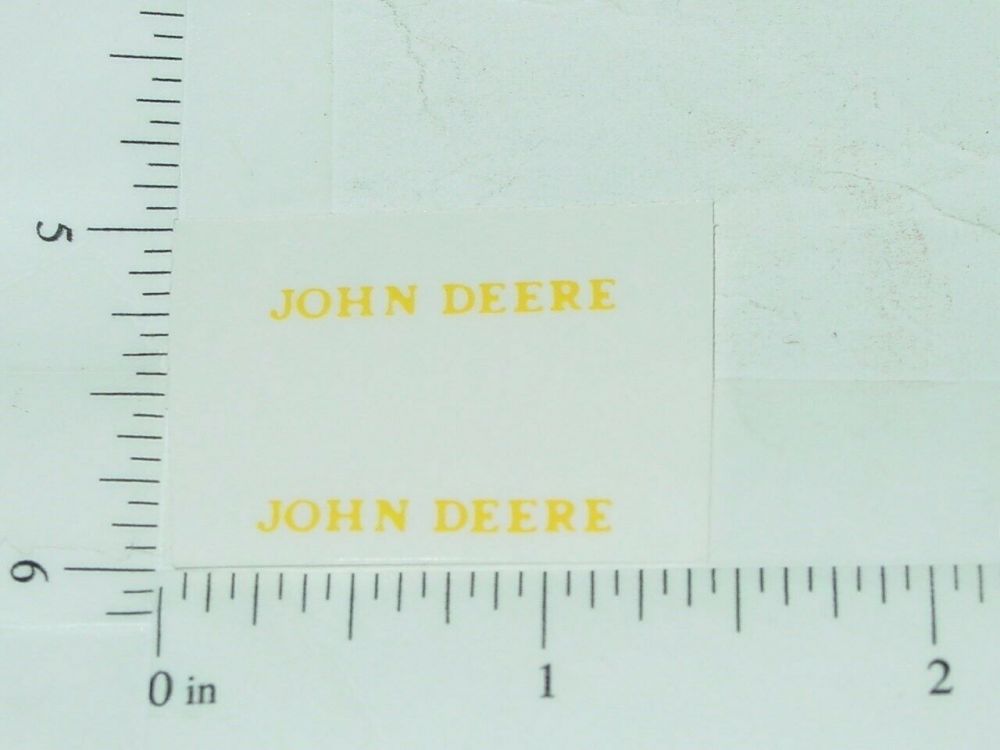 5
JOHN DEERE
JOHN DEERE
6
0 in 1 2